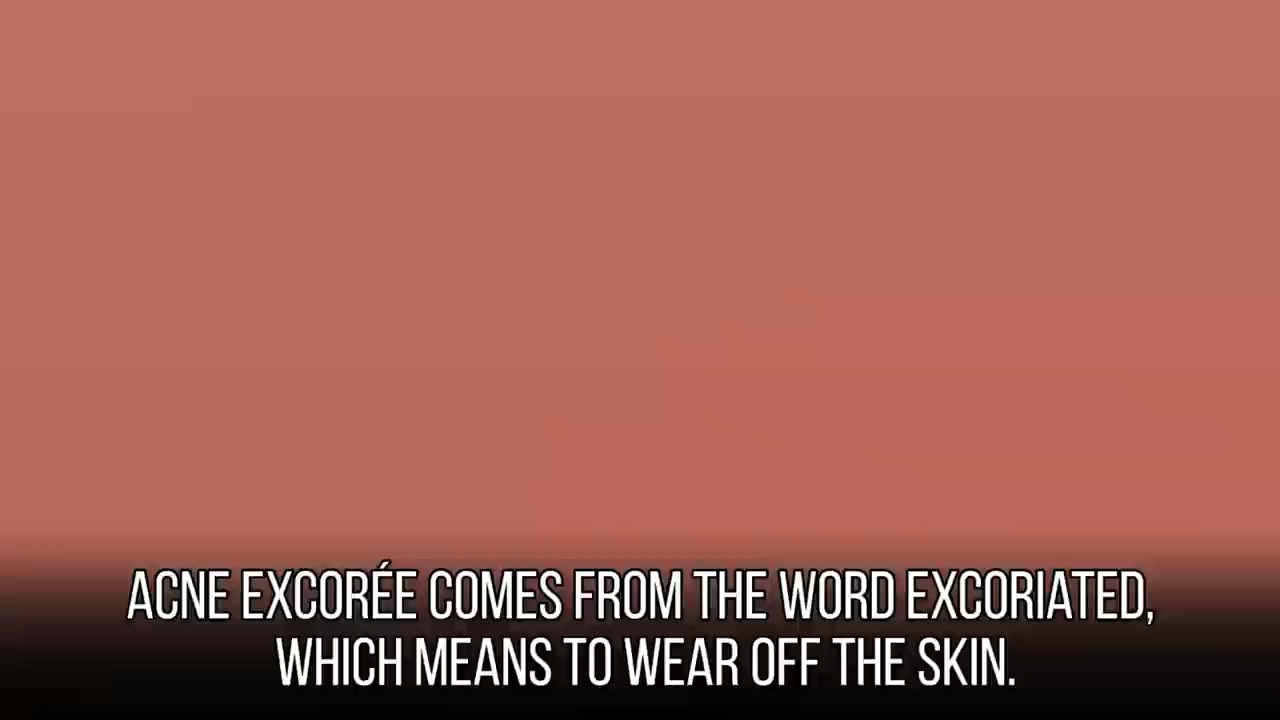 ACNE EXCORÉE COMES FROM THE WORD EXCORIATED,
WHICH MEANS TO WEAR OFF THE SKIN.